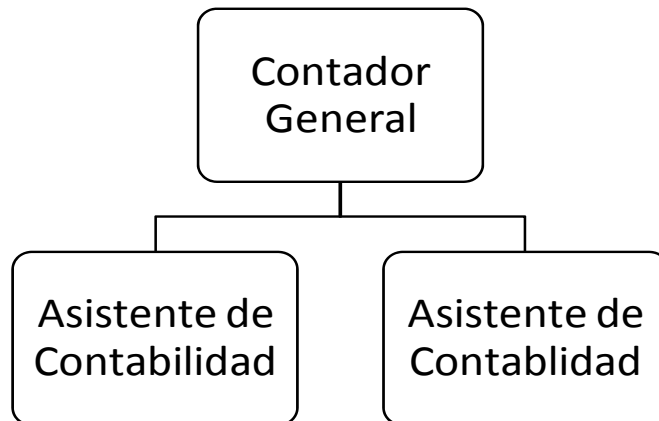 Contador
General
Asistente de
Contabilidad
Asistente de
Contablidad